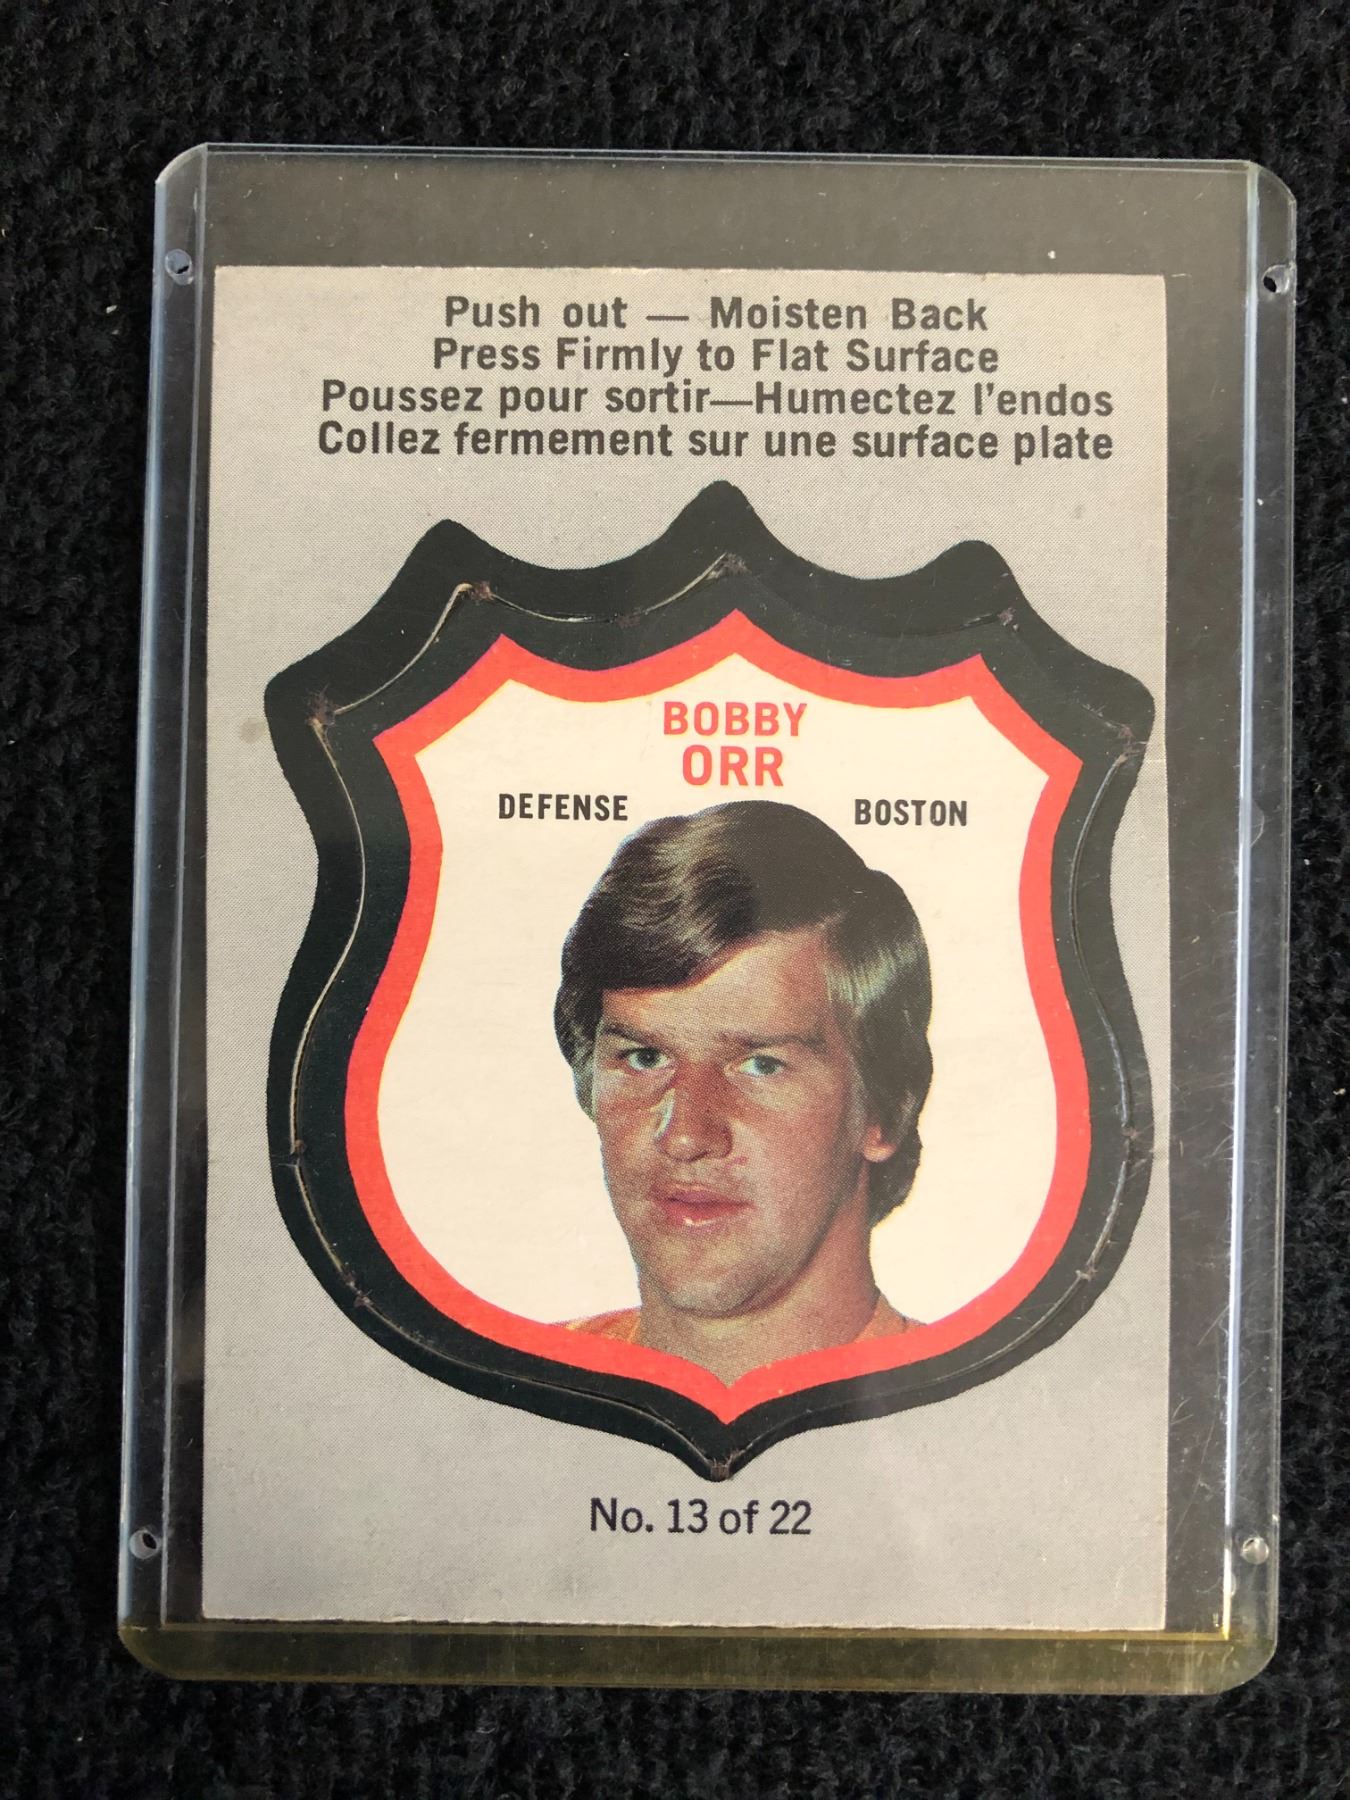 Push out — Moisten Back
Press Firmly to Flat Surface
Poussez pour sortir—Humectez l'endos
Collez fermement sur une surface plate
BOBBY
ORR
DEFENSE BOSTON
No. 13 of 22